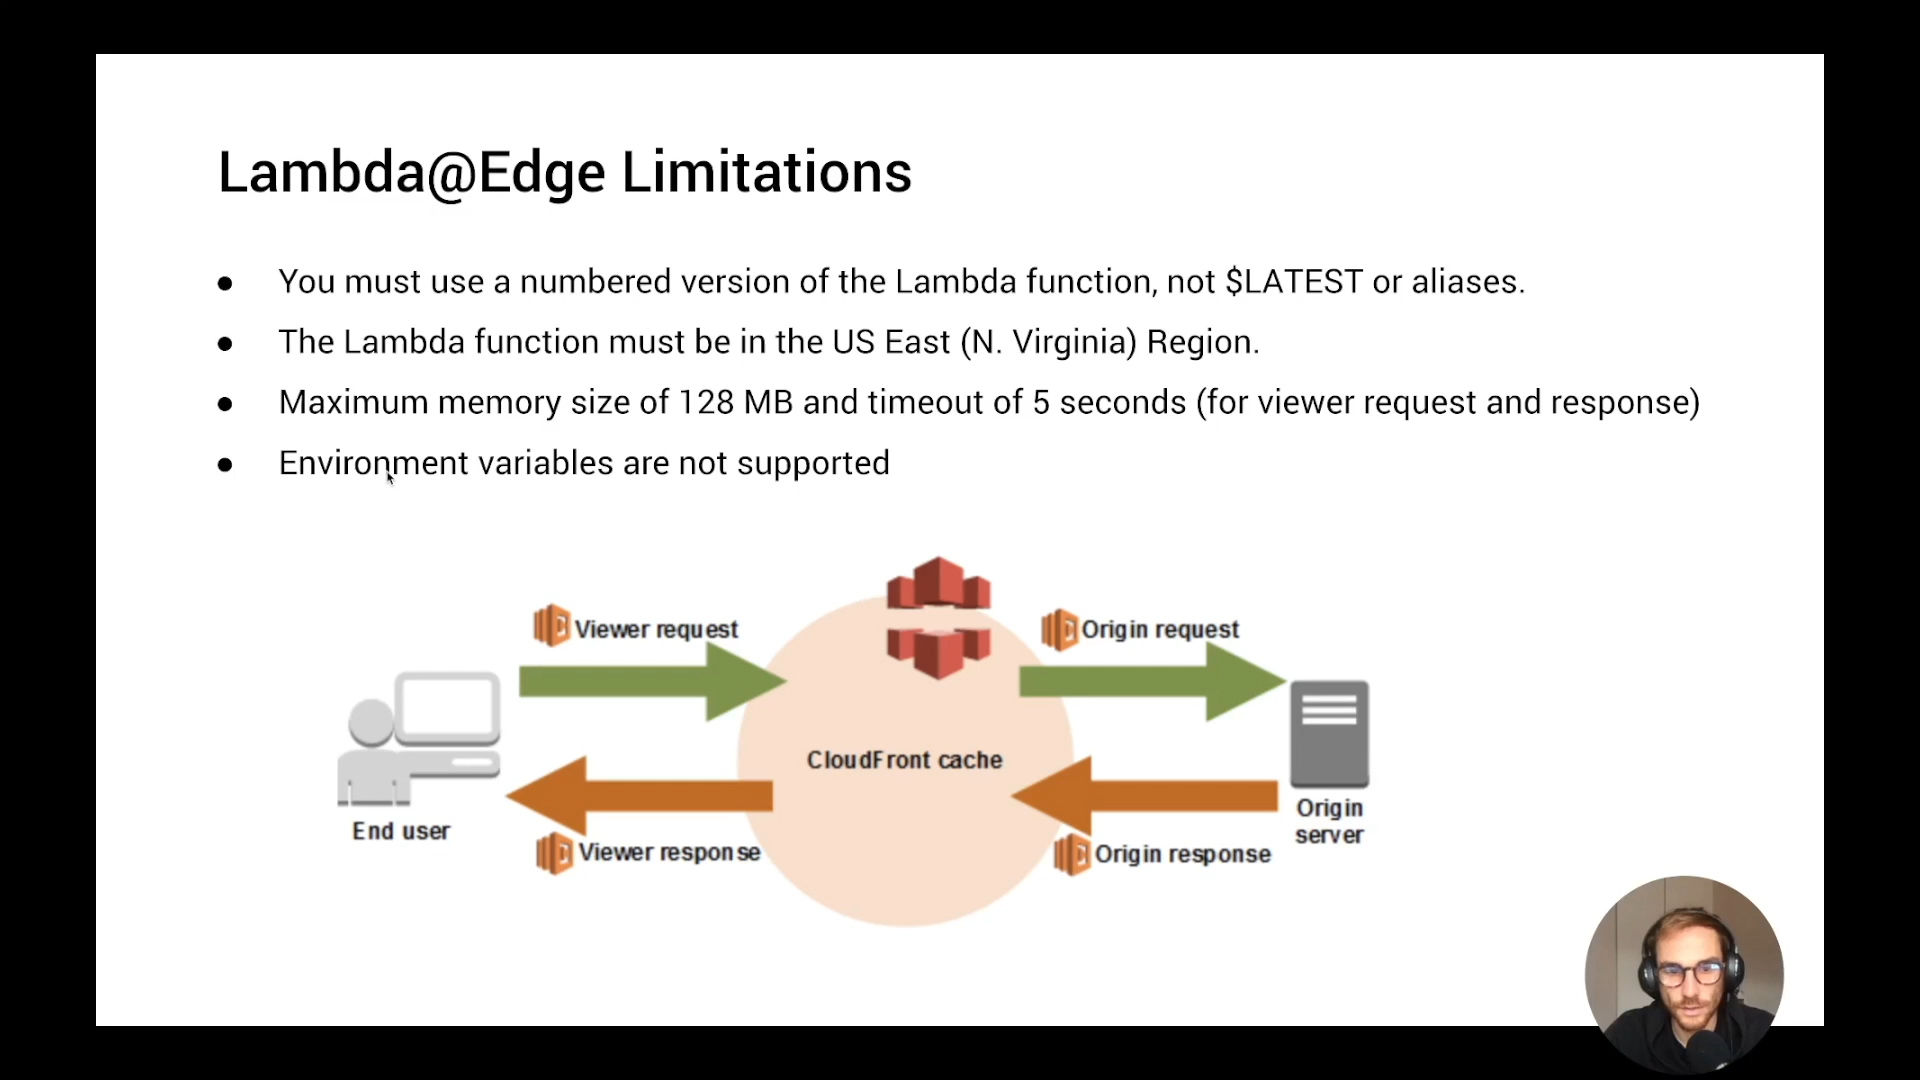 Lambda@Edge Limitations
● You must use a numbered version of the Lambda function, not $LATEST or aliases.
● The Lambda function must be in the US East (N. Virginia) Region.
● Maximum memory size of 128 MB and timeout of 5 seconds (for viewer request and response)
● Environment variables are not supported
Viewer request
Origin request
CloudFront cache
End user
Origin
server
Viewer response
Origin response